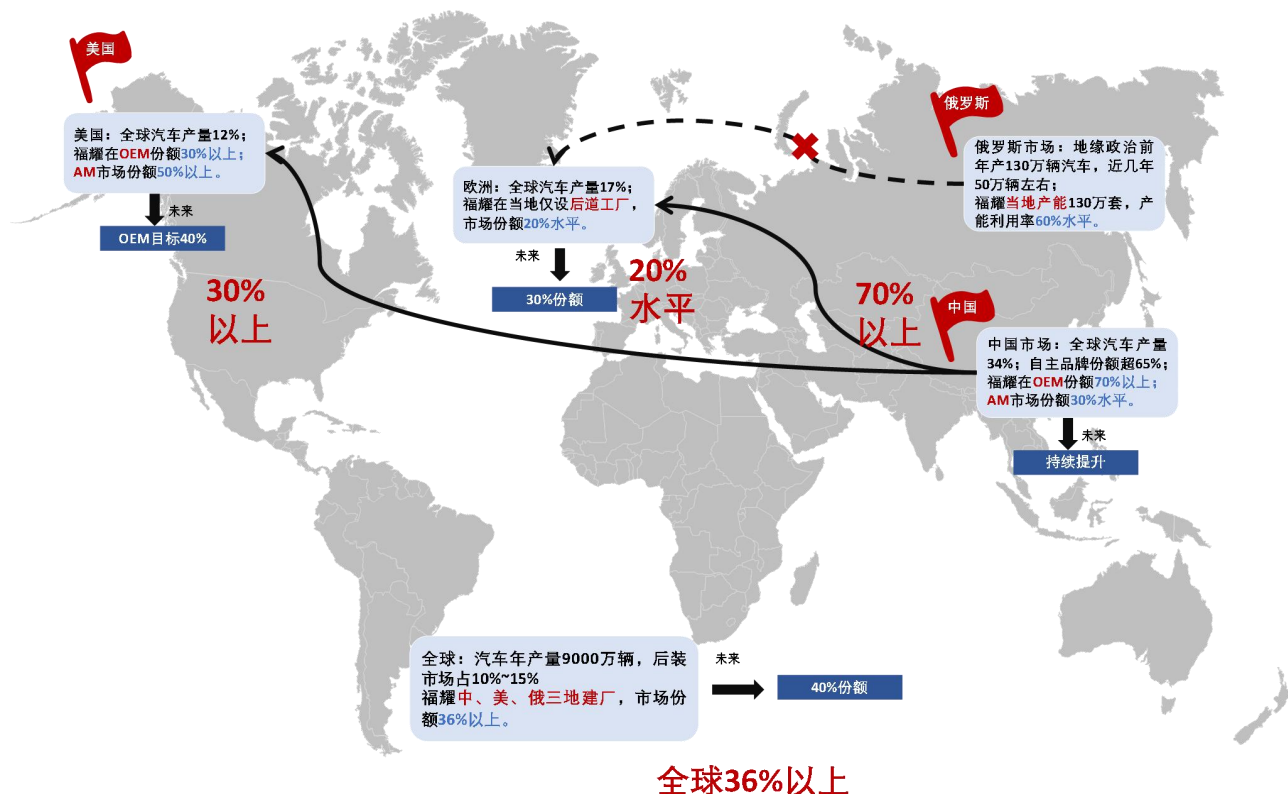 美国
美国：全球汽车产量12%；
福耀在OEM份额30%以上；
AM市场份额50%以上。
未来
OEM目标40%
30%
以上
欧洲：全球汽车产量17%；
福耀在当地仅设后道工厂，
市场份额20%水平。
未来
30%份额
20%
水平
俄罗斯
俄罗斯市场：地缘政治前
年产130万辆汽车，近几年
50万辆左右；
福耀当地产能130万套，产
能利用率60%水平。
70%
以上
中国
中国市场：全球汽车产量
34%；自主品牌份额超65%；
福耀在OEM份额70%以上；
AM市场份额30%水平。
未来
持续提升
全球：汽车年产量9000万辆，后装
市场占10%~15%
福耀中、美、俄三地建厂，市场份
额36%以上。
未来
40%份额
全球36%以上